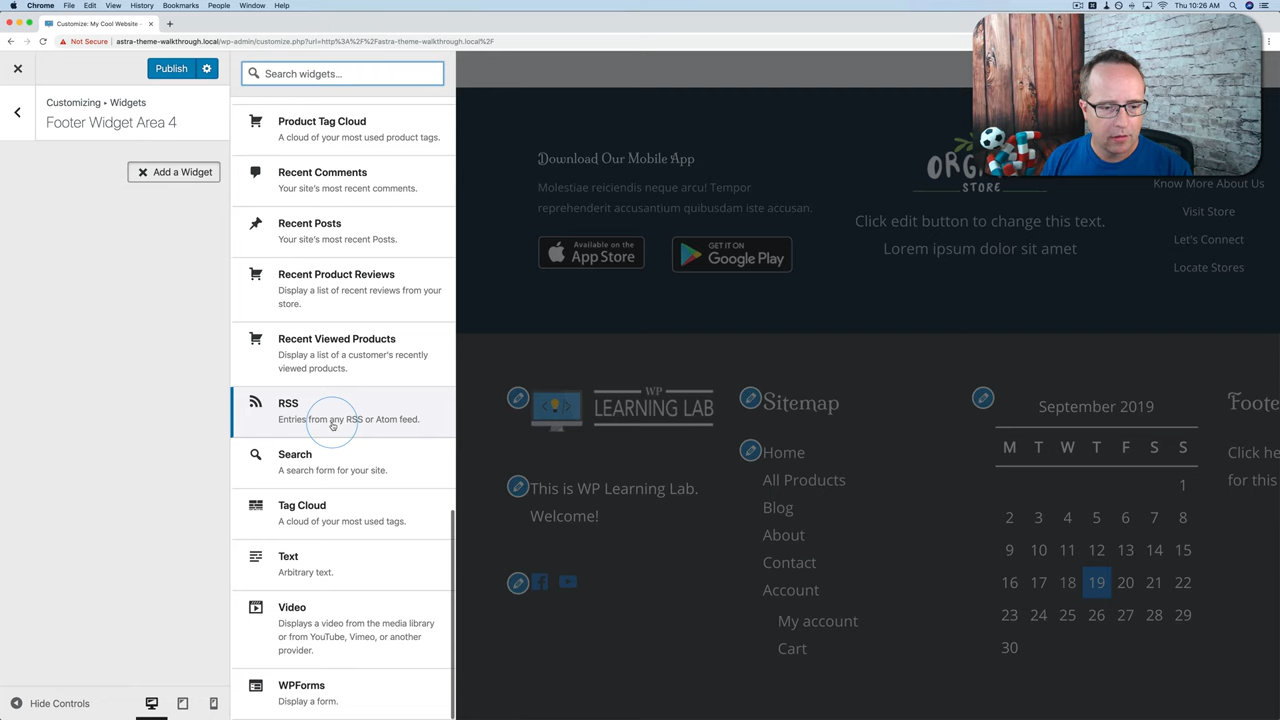 Chrome File Edit View History Bookmarks People Window Help
Thu 10:26 AM
Customize: My Cool Website -
Not Secure astra-theme-walkthrough.local/wp-admin/customize.php?url=http%3A%2F%2Fastra-theme-walkthrough.local%2F
Publish
Customizing ▸ Widgets
Footer Widget Area 4
Add a Widget
Hide Controls
Search widgets...
Product Tag Cloud
A cloud of your most used product tags.
Recent Comments
Your site's most recent comments.
Recent Posts
Your site's most recent Posts.
Recent Product Reviews
Display a list of recent reviews from your
store.
Recent Viewed Products
Display a list of a customer's recently
viewed products.
RSS
Entries from any RSS or Atom feed.
Search
A search form for your site.
Tag Cloud
A cloud of your most used tags.
Text
Arbitrary text.
Video
Displays a video from the media library
or from YouTube, Vimeo, or another
provider.
WPForms
Display a form.
Download Our Mobile App
Molestiae reiciendis neque arcu! Tempor
reprehenderit accusantium quibusdam iste accusan.
Available on the
App Store
GET IT ON
Google Play
STORE
Click edit button to change this text.
Lorem ipsum dolor sit amet
Know More About Us
Visit Store
Let's Connect
Locate Stores
WP
LEARNING LAB
This is WP Learning Lab.
Welcome!
Sitemap
Home
All Products
Blog
About
Contact
Account
My account
Cart
September 2019
M T W T F S S
1
2 3 4 5 6 7 8
9 10 11 12 13 14 15
16 17 18 19 20 21 22
23 24 25 26 27 28 29
30
Click he
for this